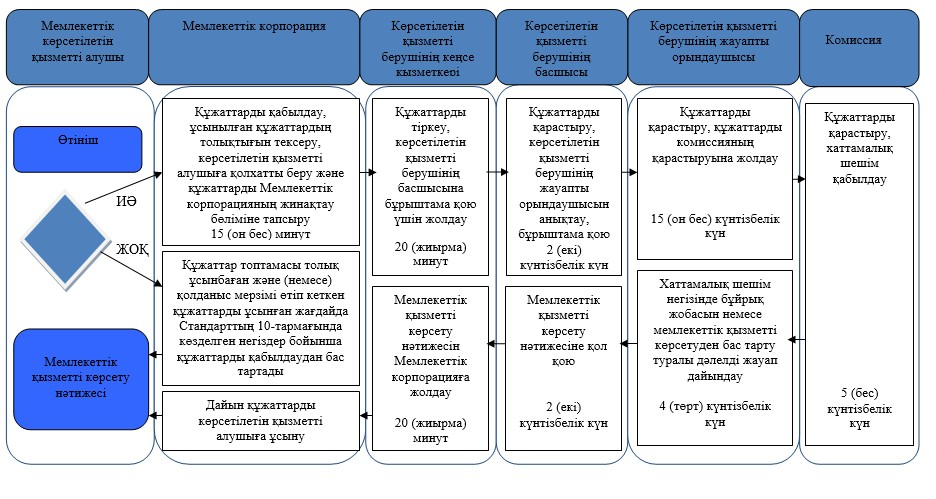 Мемлекеттік
көрсетілетін
қызметті алушы
Мемлекеттік корпорация
Көрсетілетін
қызметті
берушінің кеңсе
кызметкері
Көрсетілетін
қызметті
берушінің
басшысы
Көрсетілетін қызметті
берушінің жауапты
орындаушысы
Комиссия
Өтініш
ИӘ
ЖОҚ
Мемлекеттік
қызметті көрсету
нәтижесі
Құжаттарды қабылдау,
ұсынылған құжаттардың
толықтығын тексеру,
көрсетілетін қызметті
алушыға қолхатты беру және
құжаттарды Мемлекеттік
корпорацияның жинақтау
бөліміне тапсыру
15 (он бес) минут
Құжаттар топтамасы толық
ұсынбаған және (немесе)
қолданыс мерзімі өтіп кеткен
құжаттарды ұсынған жағдайда
Стандарттың 10-тармағында
көзделген негіздер бойынша
құжаттарды қабылдаудан бас
тартады
Дайын құжаттарды
көрсетілетін қызметті
алушыға ұсыну
Құжаттарды
тіркеу,
көрсетілетін
қызметті
берушінің
басшысына
бұрыштама қою
үшін жолдау
20 (жиырма)
минут
Мемлекеттік
қызметті
көрсету
нәтижесін
Мемлекеттік
корпорацияға
жолдау
20 (жиырма)
минут
Құжаттарды
қарастыру,
көрсетілетін
қызметті
берушінің
жауапты
орындаушысын
анықтау,
бұрыштама қою
2 (екі)
күнтізбелік күн
Мемлекеттік
қызметті
көрсету
нәтижесіне қол
қою
2 (екі)
күнтізбелік күн
Құжаттарды
қарастыру, құжаттарды
комиссияның
қарастыруына жолдау
15 (он бес) күнтізбелік
күн
Хаттамалық шешім
негізінде бұйрық
жобасын немесе
мемлекеттік қызметті
көрсетуден бас тарту
туралы дәлелді жауап
дайындау
4 (төрт) күнтізбелік
күн
Құжаттарды
қарастыру,
хаттамалық
шешім
қабылдау
5 (бес)
күнтізбелік
күн